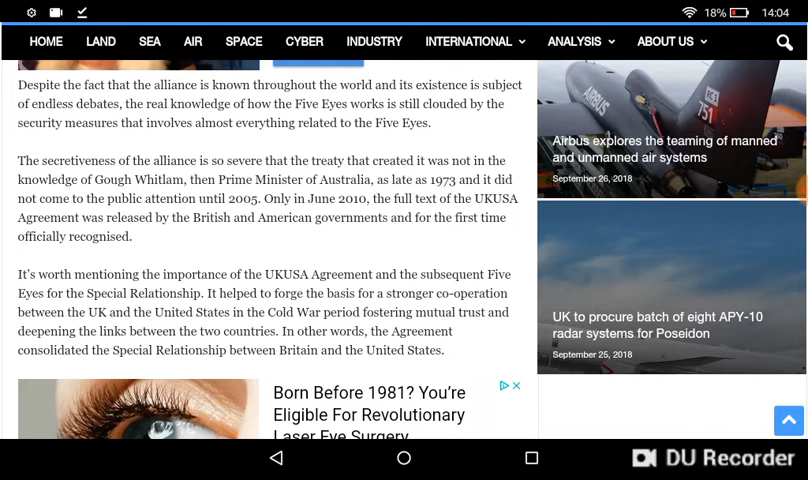 18% 14:04
HOME LAND SEA AIR SPACE CYBER INDUSTRY INTERNATIONAL ANALYSIS ABOUT US
Despite the fact that the alliance is known throughout the world and its existence is subject
of endless debates, the real knowledge of how the Five Eyes works is still clouded by the
security measures that involves almost everything related to the Five Eyes.
The secretiveness of the alliance is so severe that the treaty that created it was not in the
knowledge of Gough Whitlam, then Prime Minister of Australia, as late as 1973 and it did
not come to the public attention until 2005. Only in June 2010, the full text of the UKUSA
Agreement was released by the British and American governments and for the first time
officially recognised.
It's worth mentioning the importance of the UKUSA Agreement and the subsequent Five
Eyes for the Special Relationship. It helped to forge the basis for a stronger co-operation
between the UK and the United States in the Cold War period fostering mutual trust and
deepening the links between the two countries. In other words, the Agreement
consolidated the Special Relationship between Britain and the United States.
Born Before 1981? You're
Eligible For Revolutionary
Laser Eye Surgery
AIRBUS
751
Airbus explores the teaming of manned
and unmanned air systems
September 26, 2018
UK to procure batch of eight APY-10
radar systems for Poseidon
September 25, 2018
DU Recorder